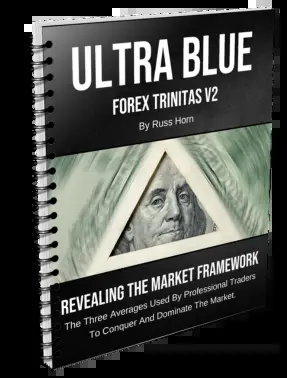 ULTRA BLUE
FOREX TRINITAS V2
By Russ Horn
REVEALING THE MARKET FRAMEWORK
The Three Averages Used By Professional Traders
To Conquer And Dominate The Market.